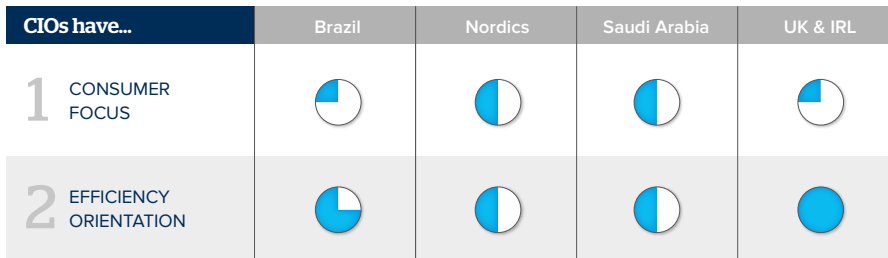 CIOs have... Brazil Nordics Saudi Arabia UK & IRL
1 CONSUMER
FOCUS
2 EFFICIENCY
ORIENTATION